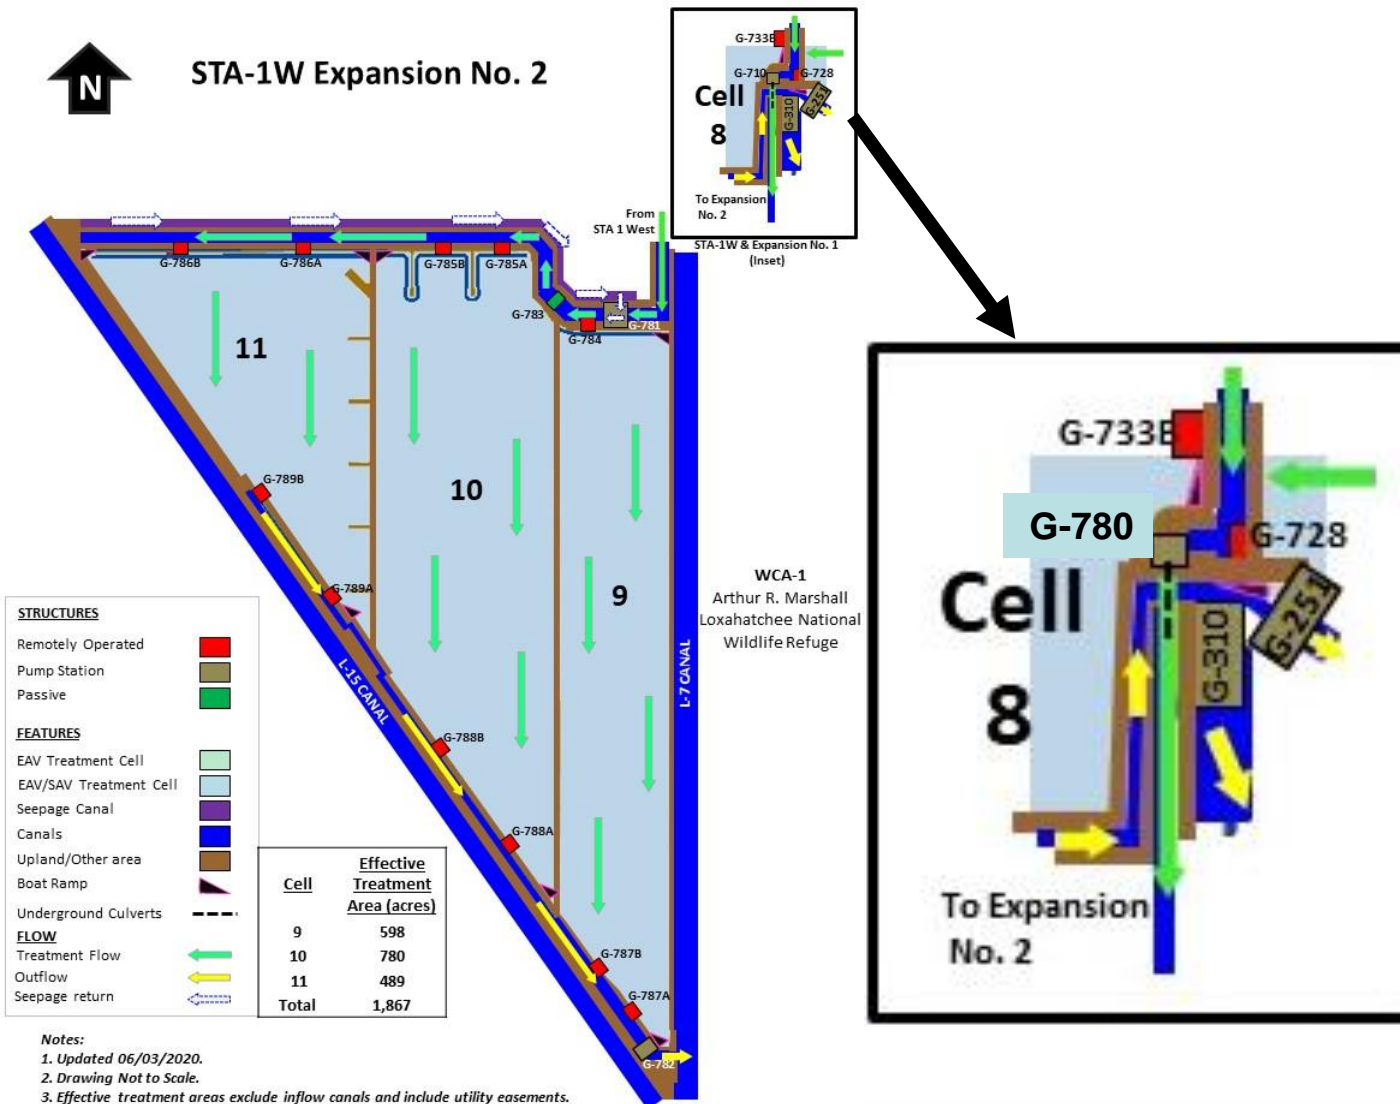 N
STA-1W Expansion No. 2
G-733B
G-710
G-728
Cell
8
G-310
G-251
To Expansion
No. 2
STA-1W & Expansion No. 1
(Inset)
From
STA 1 West
G-786B
G-786A
G-785B
G-785A
G-783
G-781
G-784
11
10
9
G-789B
G-789A
G-788B
G-788A
G-787B
G-787A
G-782
L-15 CANAL
L-7 CANAL
WCA-1
Arthur R. Marshall
Loxahatchee National
Wildlife Refuge
G-733B
G-780
G-728
Cell
8
G-310
G-251
To Expansion
No. 2
STRUCTURES
Remotely Operated
Pump Station
Passive
FEATURES
EAV Treatment Cell
EAV/SAV Treatment Cell
Seepage Canal
Canals
Upland/Other area
Boat Ramp
Underground Culverts
FLOW
Treatment Flow
Outflow
Seepage return
Effective
Cell Treatment
Area (acres)
9 598
10 780
11 489
Total 1,867
Notes:
1. Updated 06/03/2020.
2. Drawing Not to Scale.
3. Effective treatment areas exclude inflow canals and include utility easements.